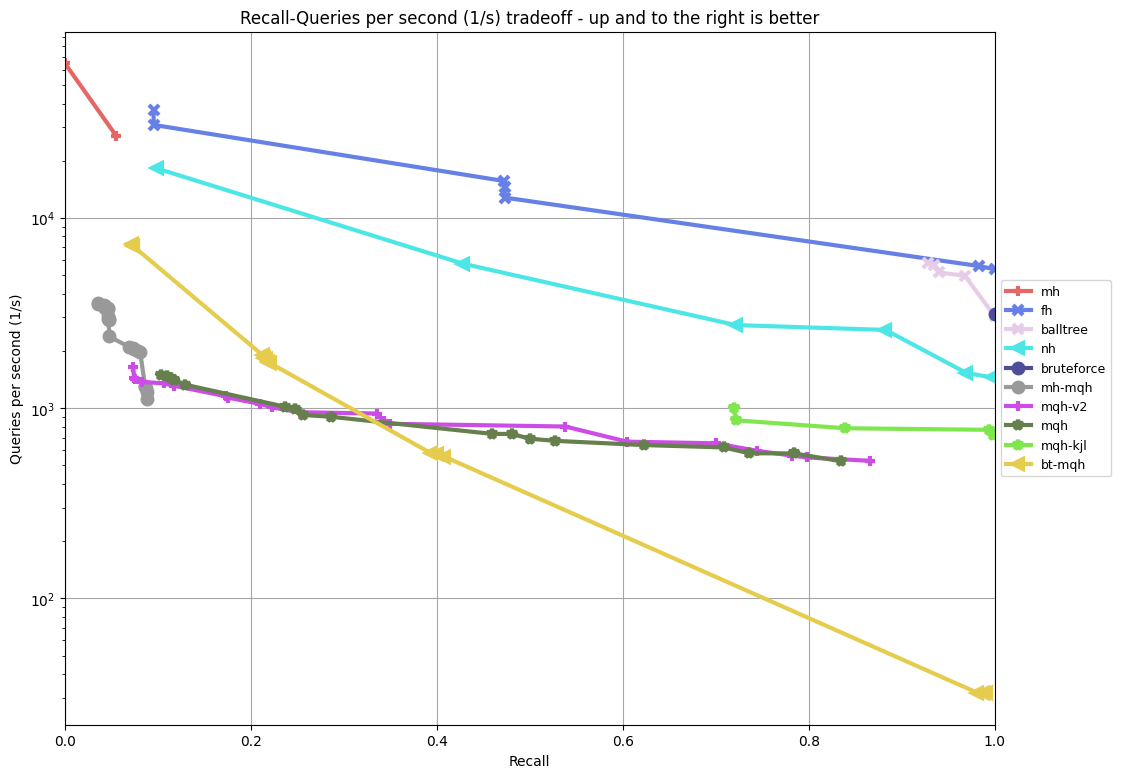 Recall-Queries per second (1/s) tradeoff - up and to the right is better
Queries per second (1/s)
10^4
10^3
10^2
0.0 0.2 0.4 0.6 0.8 1.0
Recall
mh
fh
balltree
nh
bruteforce
mh-mqh
mqh-v2
mqh
mqh-kjl
bt-mqh